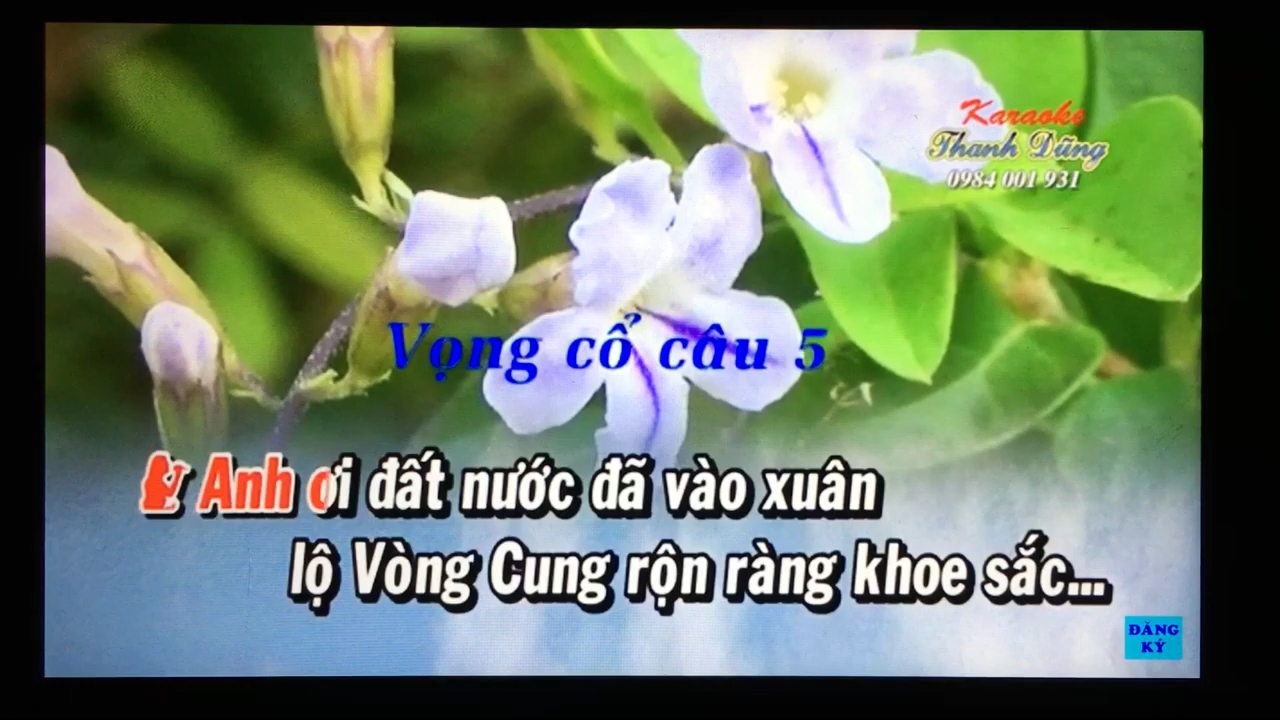 Karaoke
Thanh Dũng
0984 001 931
Vọng cổ câu 5
Anh ơi đất nước đã vào xuân
lộ Vòng Cung rộn ràng khoe sắc...
ĐĂNG
KÝ